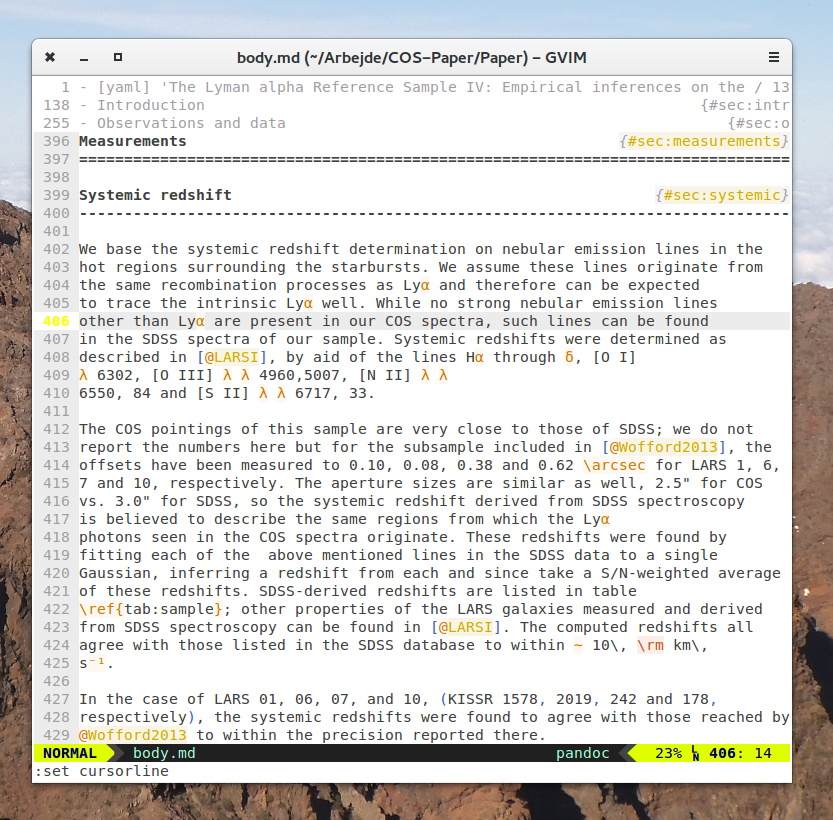 body.md (~/Arbejde/COS-Paper/Paper) – GVIM
1 - [yaml] 'The Lyman alpha Reference Sample IV: Empirical inferences on the / 13
138 - Introduction {#sec:intr
255 - Observations and data {#sec:o
396 Measurements {#sec:measurements}
397 ===============================================================================
398
399 Systemic redshift {#sec:systemic}
400 -------------------------------------------------------------------------------
401
402 We base the systemic redshift determination on nebular emission lines in the
403 hot regions surrounding the starbursts. We assume these lines originate from
404 the same recombination processes as Lyα and therefore can be expected
405 to trace the intrinsic Lyα well. While no strong nebular emission lines
406 other than Lyα are present in our COS spectra, such lines can be found
407 in the SDSS spectra of our sample. Systemic redshifts were determined as
408 described in [@LARSI], by aid of the lines Hα through δ, [O I]
409 λ 6302, [O III] λ λ 4960,5007, [N II] λ λ
410 6550, 84 and [S II] λ λ 6717, 33.
411
412 The COS pointings of this sample are very close to those of SDSS; we do not
413 report the numbers here but for the subsample included in [@Wofford2013], the
414 offsets have been measured to 0.10, 0.08, 0.38 and 0.62 \arcsec for LARS 1, 6,
415 7 and 10, respectively. The aperture sizes are similar as well, 2.5" for COS
416 vs. 3.0" for SDSS, so the systemic redshift derived from SDSS spectroscopy
417 is believed to describe the same regions from which the Lyα
418 photons seen in the COS spectra originate. These redshifts were found by
419 fitting each of the  above mentioned lines in the SDSS data to a single
420 Gaussian, inferring a redshift from each and since take a S/N-weighted average
421 of these redshifts. SDSS-derived redshifts are listed in table
422 \ref{tab:sample}; other properties of the LARS galaxies measured and derived
423 from SDSS spectroscopy can be found in [@LARSI]. The computed redshifts all
424 agree with those listed in the SDSS database to within ~ 10\, \rm km\,
425 s⁻¹.
426
427 In the case of LARS 01, 06, 07, and 10, (KISSR 1578, 2019, 242 and 178,
428 respectively), the systemic redshifts were found to agree with those reached by
429 @Wofford2013 to within the precision reported there.
NORMAL body.md pandoc 23% LN 406: 14
:set cursorline